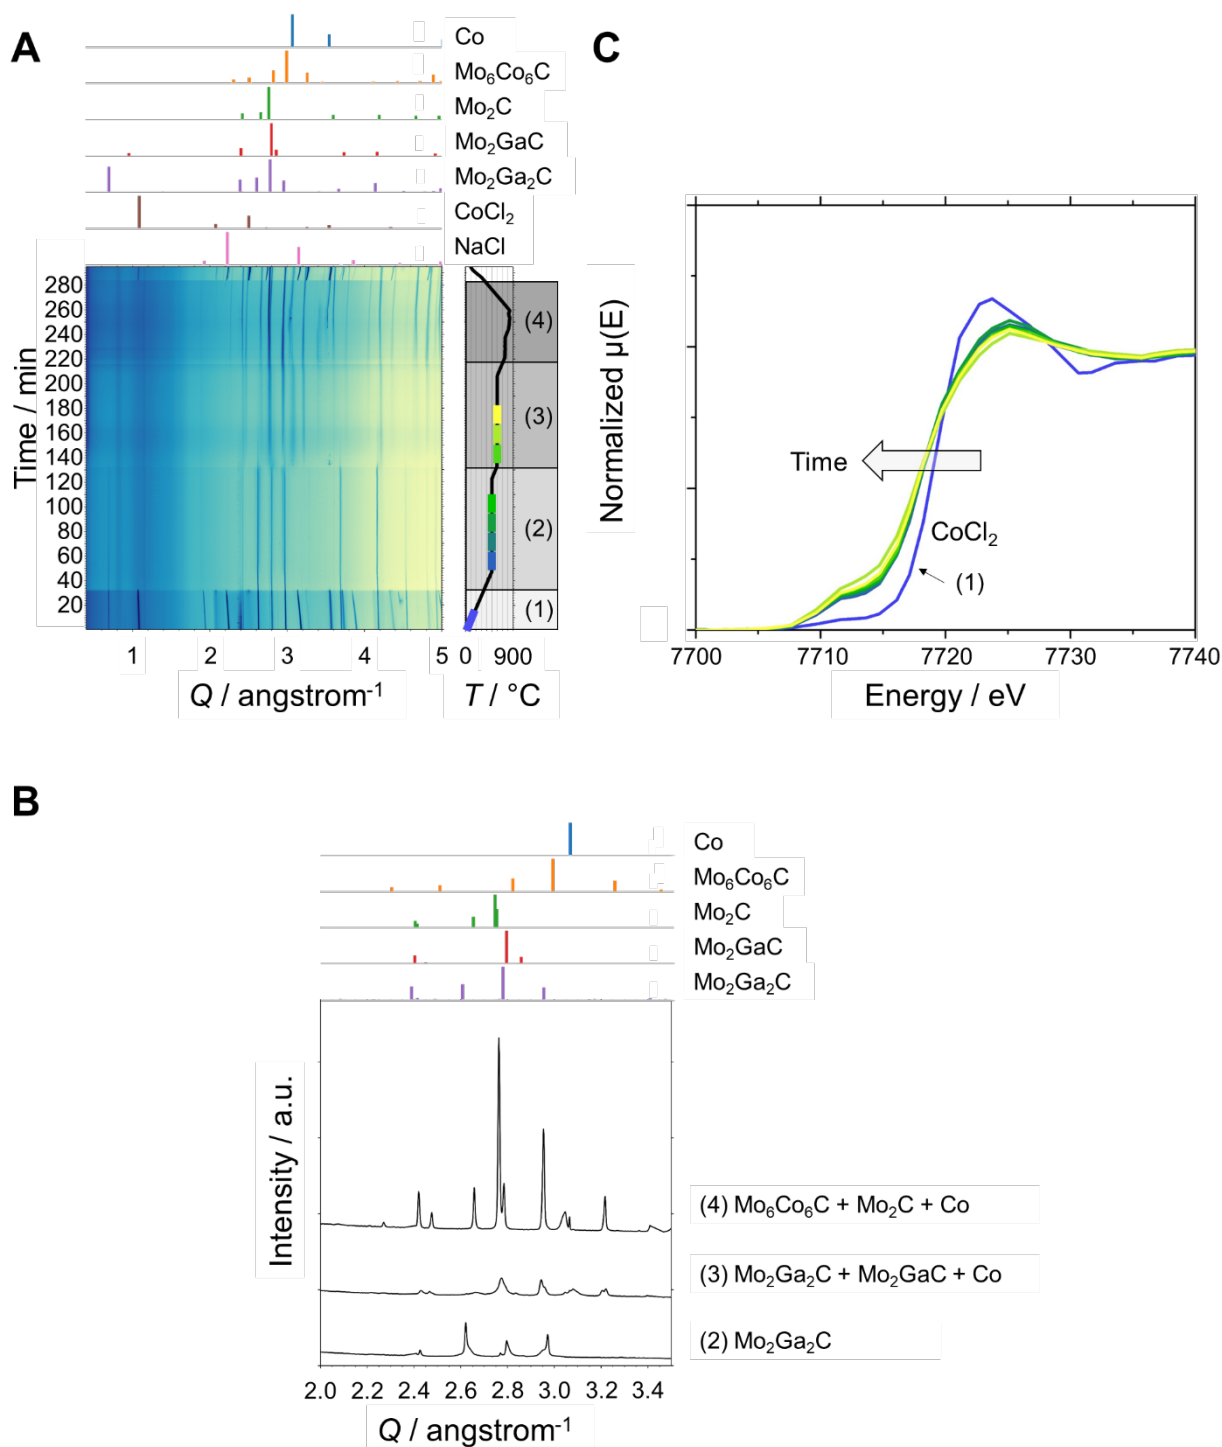 A
Co
Mo₆Co₆C
Mo₂C
Mo₂GaC
Mo₂Ga₂C
CoCl₂
NaCl
Time / min
280
260
240
220
200
180
160
140
120
100
80
60
40
20
(4)
(3)
(2)
(1)
1 2 3 4 5
Q / angstrom⁻¹
0 900
T / °C
C
Normalized μ(E)
Time
CoCl₂
(1)
7700 7710 7720 7730 7740
Energy / eV
B
Co
Mo₆Co₆C
Mo₂C
Mo₂GaC
Mo₂Ga₂C
Intensity / a.u.
(4) Mo₆Co₆C + Mo₂C + Co
(3) Mo₂Ga₂C + Mo₂GaC + Co
(2) Mo₂Ga₂C
2.0 2.2 2.4 2.6 2.8 3.0 3.2 3.4
Q / angstrom⁻¹